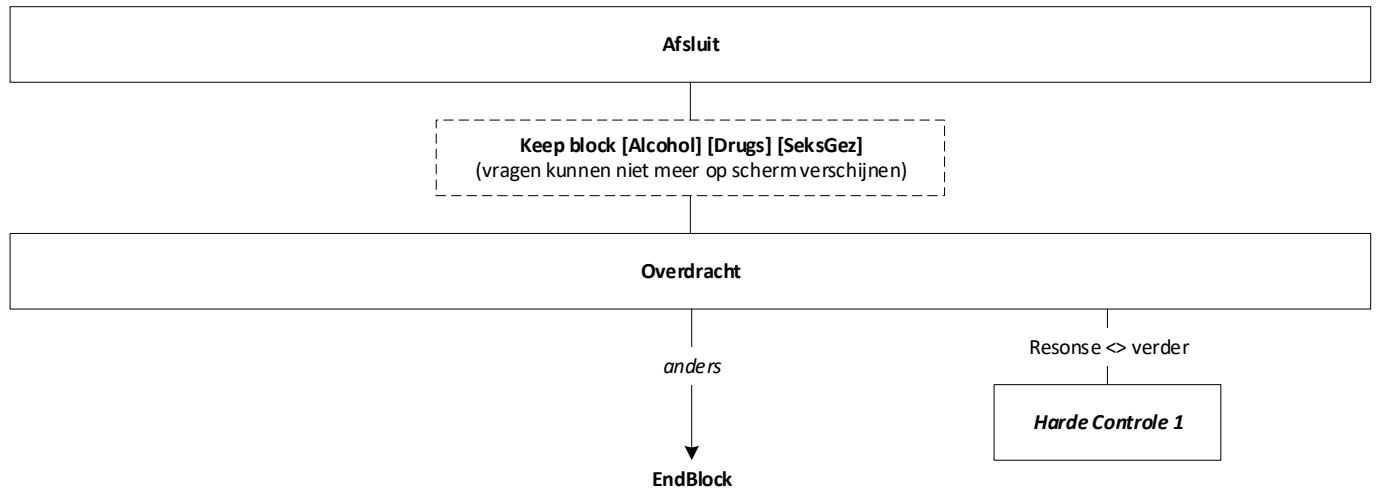 Afsluit
Keep block [Alcohol] [Drugs] [SeksGez]
(vragen kunnen niet meer op scherm verschijnen)
Overdracht
anders
Resonse <> verder
Harde Controle 1
EndBlock